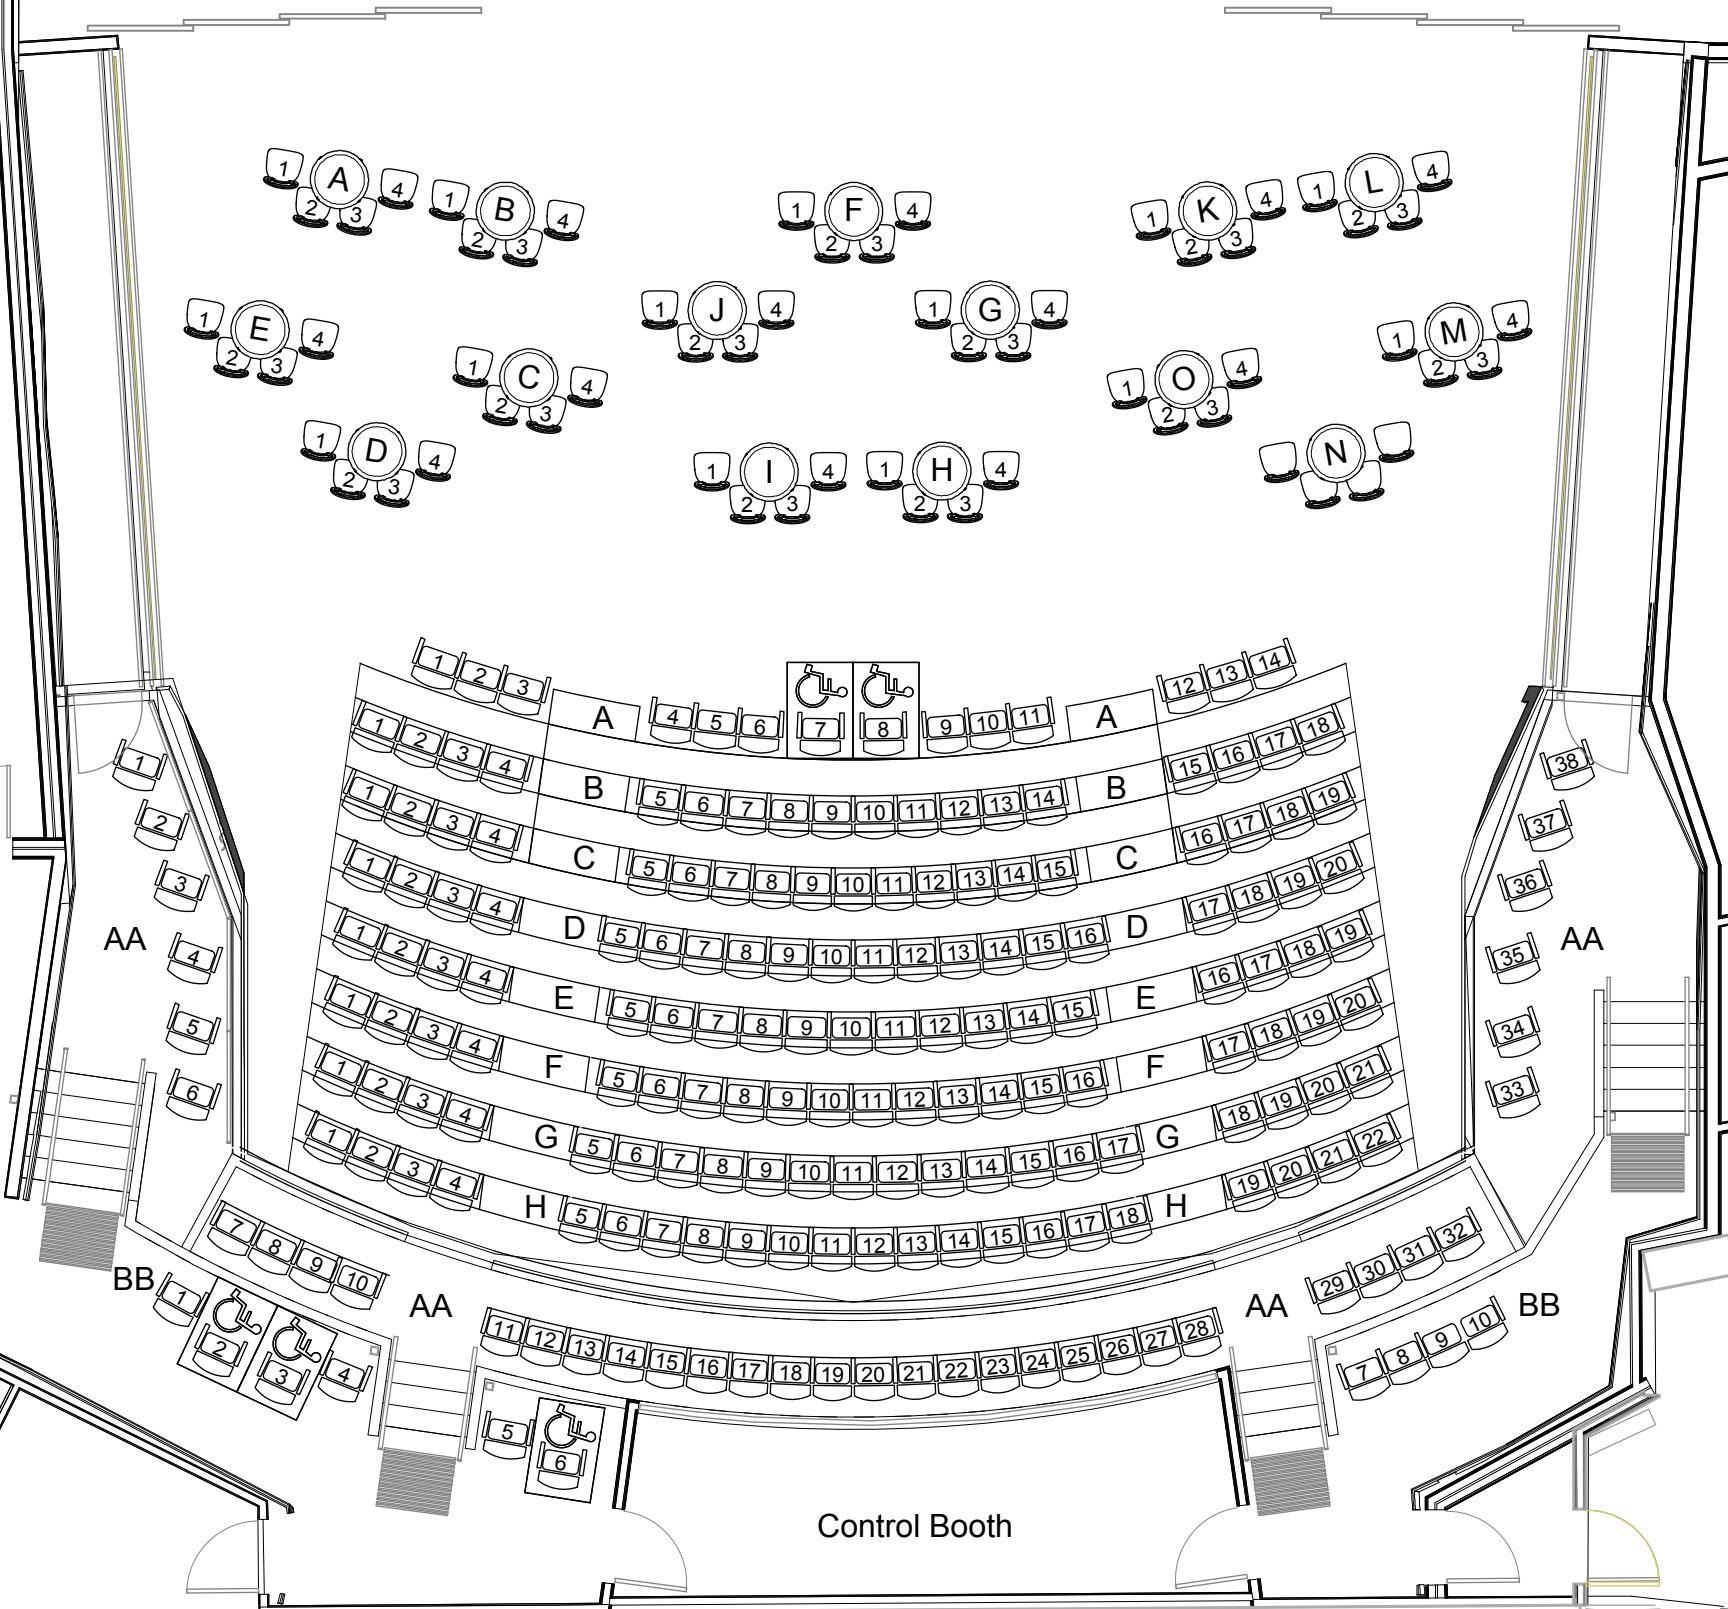 1 A 4
2 3
1 B 4
2 3
1 F 4
2 3
1 K 4
2 3
1 L 4
2 3
1 E 4
2 3
1 C 4
2 3
1 J 4
2 3
1 G 4
2 3
1 O 4
2 3
1 M 4
2 3
1 D 4
2 3
1 I 4
2 3
1 H 4
2 3
N
1 2 3 A 4 5 6 7 8 9 10 11 A 12 13 14
1 2 3 4 B 5 6 7 8 9 10 11 12 13 14 B 15 16 17 18
1 2 3 4 C 5 6 7 8 9 10 11 12 13 14 15 C 16 17 18 19
1 2 3 4 D 5 6 7 8 9 10 11 12 13 14 15 16 D 17 18 19 20
1 2 3 4 E 5 6 7 8 9 10 11 12 13 14 15 E 16 17 18 19
1 2 3 4 F 5 6 7 8 9 10 11 12 13 14 15 16 F 17 18 19 20
1 2 3 4 G 5 6 7 8 9 10 11 12 13 14 15 16 17 G 18 19 20 21
1 2 3 4 H 5 6 7 8 9 10 11 12 13 14 15 16 17 18 H 19 20 21 22
1
2
3
AA
4
5
6
38
37
36
AA
35
34
33
7 8 9 10 AA 11 12 13 14 15 16 17 18 19 20 21 22 23 24 25 26 27 28 AA 29 30 31 32
BB 1 2 3 4 5 6
7 8 9 10 BB
Control Booth